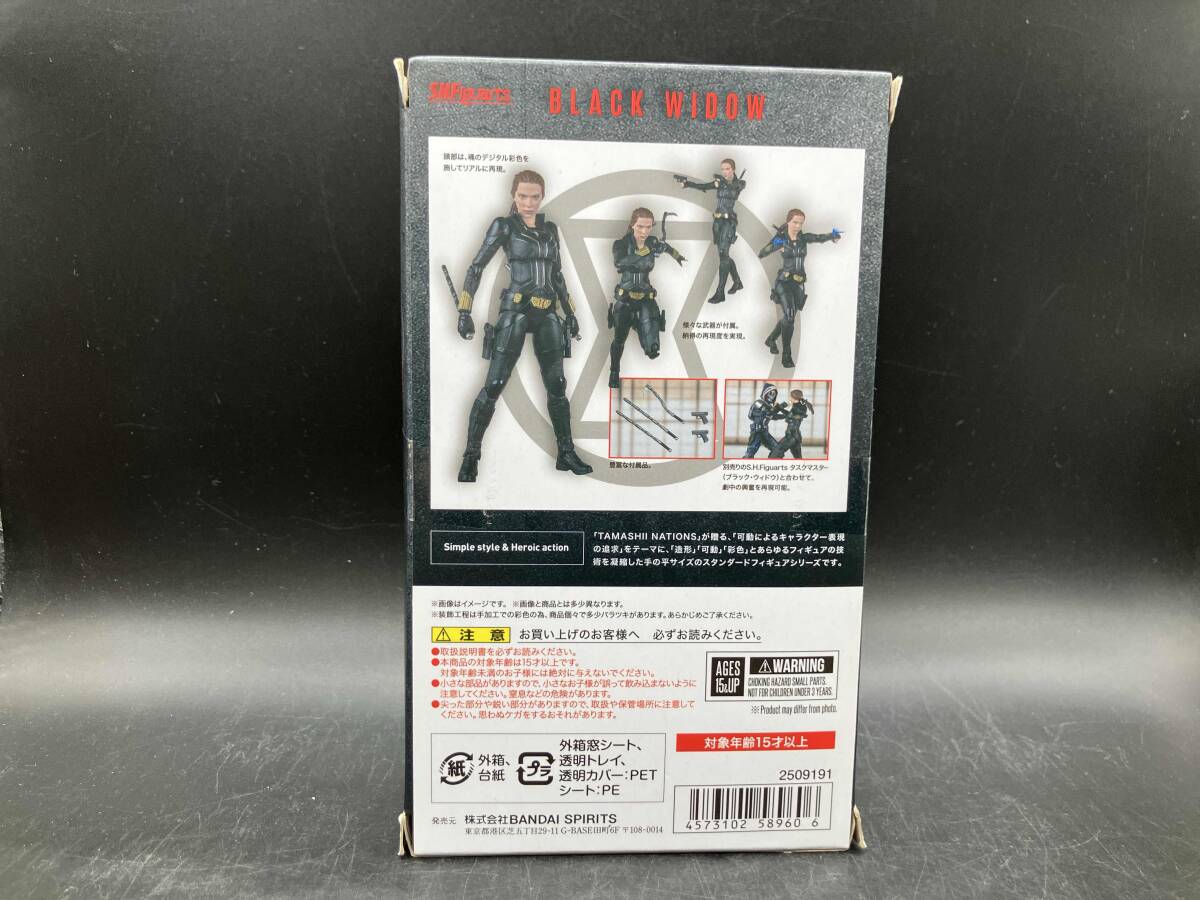 S.H.Figuarts
BLACK WIDOW
頭部は、魂のデジタル彩色を
施してリアルに再現。
様々な武器が付属。
納得の再現度を実現。
豊富な付属品。
別売りのS.H.Figuarts タスクマスター
(ブラック・ウィドウ)と合わせて、
劇中の興奮を再現可能。
Simple style & Heroic action
「TAMASHII NATIONS」が贈る、「可動によるキャラクター表現
の追求」をテーマに、「造形」「可動」「彩色」とあらゆるフィギュアの技
術を凝縮した手の平サイズのスタンダードフィギュアシリーズです。
※画像はイメージです。 ※画像と商品とは多少異なります。
※装飾工程は手加工での彩色の為、商品個々で多少バラツキがあります。あらかじめご了承ください。
⚠ 注 意 お買い上げのお客様へ 必ずお読みください。
●取扱説明書を必ずお読みください。
●本商品の対象年齢は15才以上です。
対象年齢未満のお子様には絶対に与えないでください。
●小さな部品がありますので、小さなお子様が誤って飲み込まないように
注意してください。窒息などの危険があります。
●尖った部分や鋭い部分がありますので、取扱や保管場所に注意して
ください。思わぬケガをするおそれがあります。
AGES
15&UP
⚠WARNING
CHOKING HAZARD SMALL PARTS.
NOT FOR CHILDREN UNDER 3 YEARS.
※Product may differ from photo.
対象年齢15才以上
紙 外箱、
台紙
プラ 外箱窓シート、
透明トレイ、
透明カバー:PET
シート:PE
2509191
4573102 58960 6
発売元 株式会社BANDAI SPIRITS
東京都港区芝五丁目29-11 G-BASE田町6F 〒108-0014